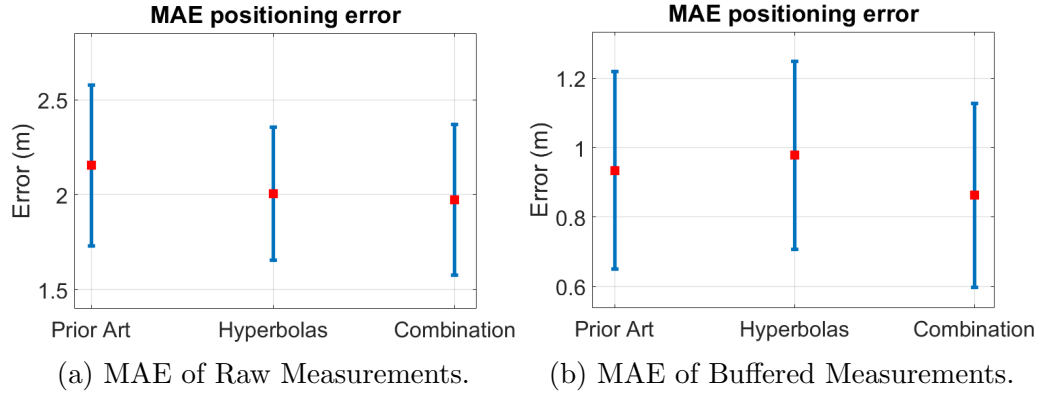 MAE positioning error
Error (m)
2.5
2
1.5
Prior Art Hyperbolas Combination
(a) MAE of Raw Measurements.
MAE positioning error
Error (m)
1.2
1
0.8
0.6
Prior Art Hyperbolas Combination
(b) MAE of Buffered Measurements.